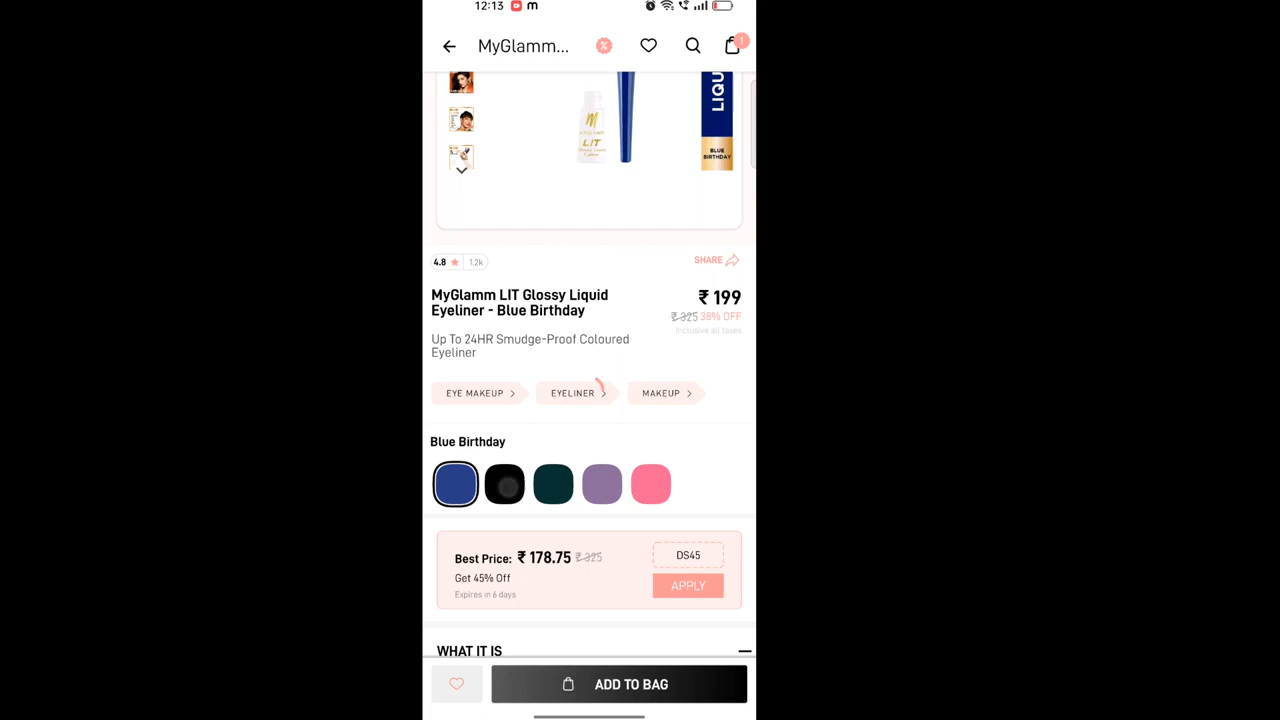 12:13 m
MyGlamm... % 1
LIQU
M
LIT
BLUE
BIRTHDAY
4.8 ★ 1.2k
SHARE
MyGlamm LIT Glossy Liquid
Eyeliner - Blue Birthday
₹ 199
₹ 325 38% OFF
Inclusive all taxes
Up To 24HR Smudge-Proof Coloured
Eyeliner
EYE MAKEUP > EYELINER > MAKEUP >
Blue Birthday
Best Price: ₹ 178.75 ₹ 325
Get 45% Off
Expires in 6 days
DS45
APPLY
WHAT IT IS
ADD TO BAG